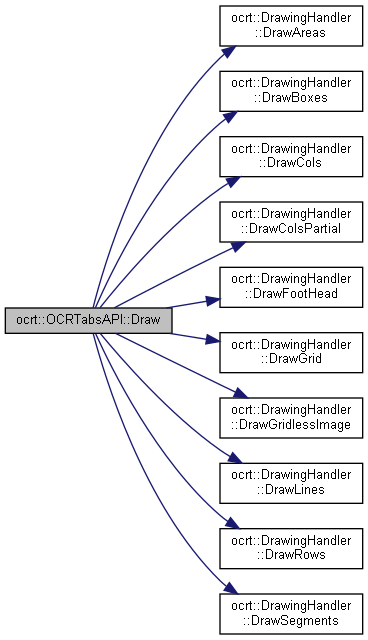 ocrt::OCRTabsAPI::Draw
ocrt::DrawingHandler
::DrawAreas
ocrt::DrawingHandler
::DrawBoxes
ocrt::DrawingHandler
::DrawCols
ocrt::DrawingHandler
::DrawColsPartial
ocrt::DrawingHandler
::DrawFootHead
ocrt::DrawingHandler
::DrawGrid
ocrt::DrawingHandler
::DrawGridlessImage
ocrt::DrawingHandler
::DrawLines
ocrt::DrawingHandler
::DrawRows
ocrt::DrawingHandler
::DrawSegments